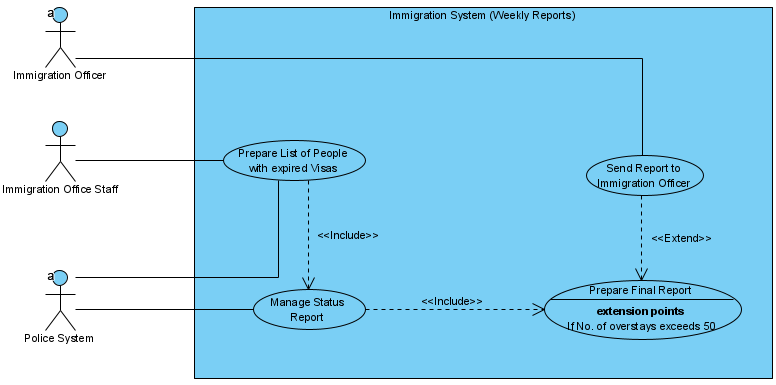 Immigration System (Weekly Reports)
a
Immigration Officer
Immigration Office Staff
Prepare List of People
with expired Visas
Send Report to
Immigration Officer
<<Include>>
<<Extend>>
a
Police System
Manage Status
Report
<<Include>>
Prepare Final Report
extension points
If No. of overstays exceeds 50